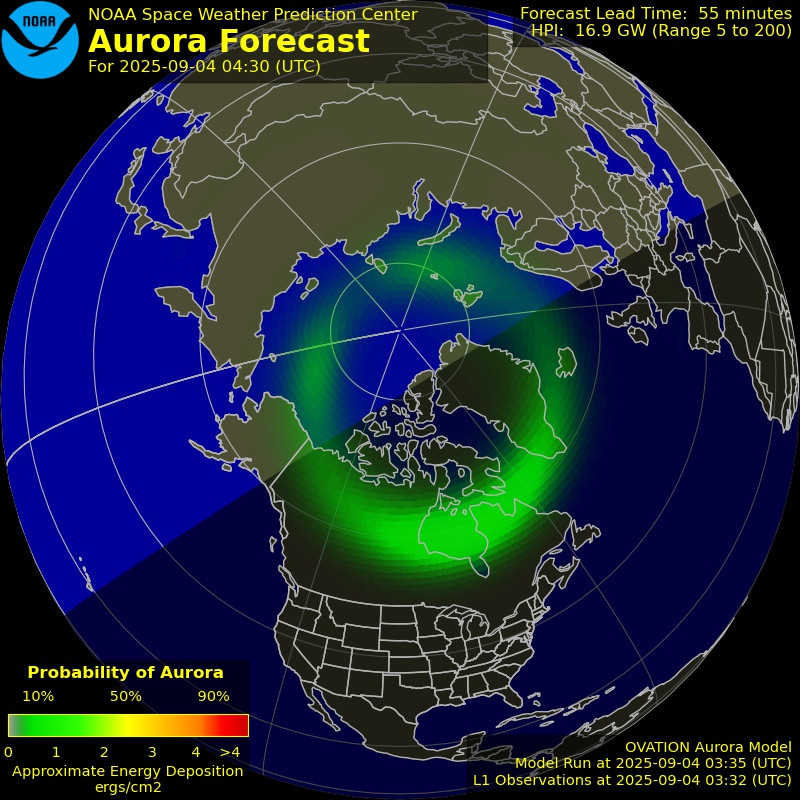 NOAA
NOAA Space Weather Prediction Center
Aurora Forecast
For 2025-09-04 04:30 (UTC)
Forecast Lead Time: 55 minutes
HPI: 16.9 GW (Range 5 to 200)
Probability of Aurora
10% 50% 90%
0 1 2 3 4 >4
Approximate Energy Deposition
ergs/cm2
OVATION Aurora Model
Model Run at 2025-09-04 03:35 (UTC)
L1 Observations at 2025-09-04 03:32 (UTC)